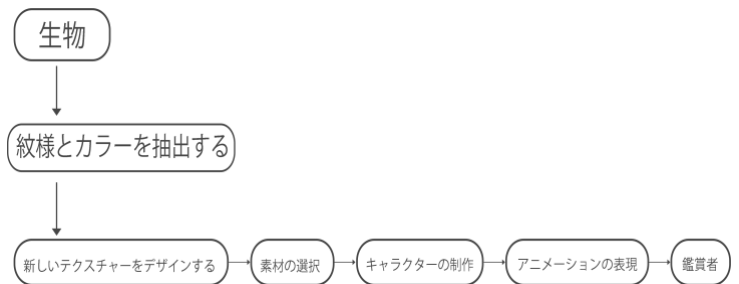 生物
紋様とカラーを抽出する
新しいテクスチャーをデザインする
素材の選択
キャラクターの制作
アニメーションの表現
鑑賞者